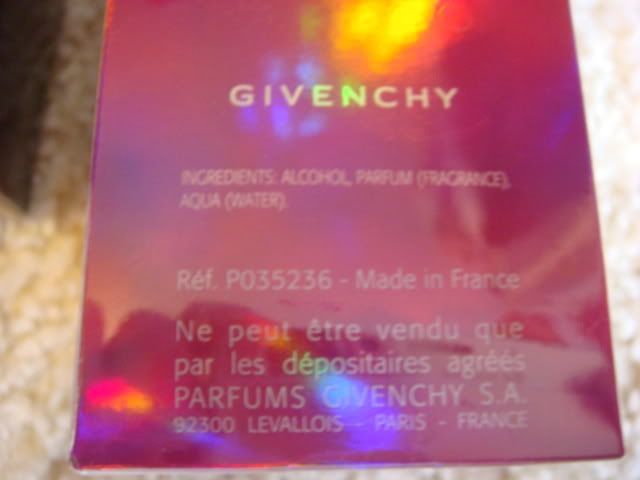 GIVENCHY
INGREDIENTS: ALCOHOL, PARFUM (FRAGRANCE),
AQUA (WATER).
Réf. P035236 - Made in France
Ne peut être vendu que
par les dépositaires agréés
PARFUMS GIVENCHY S.A.
92300 LEVALLOIS - PARIS - FRANCE